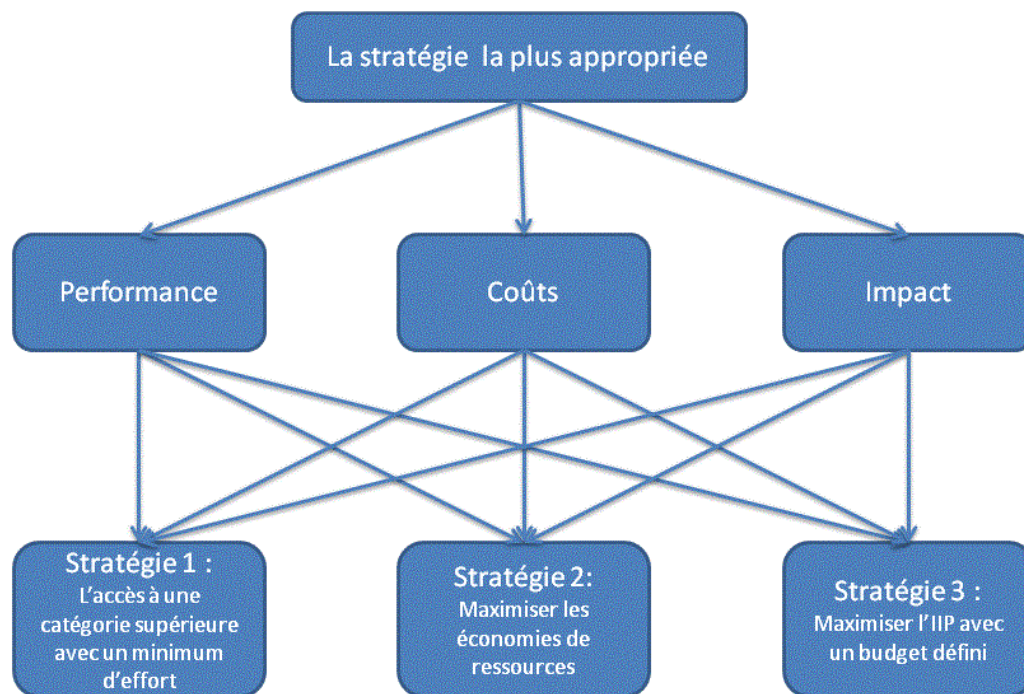 La stratégie  la plus appropriée
Performance
Coûts
Impact
Stratégie 1 :
L'accès à une
catégorie supérieure
avec un minimum
d'effort
Stratégie 2:
Maximiser les
économies de
ressources
Stratégie 3 :
Maximiser l'IIP avec
un budget défini